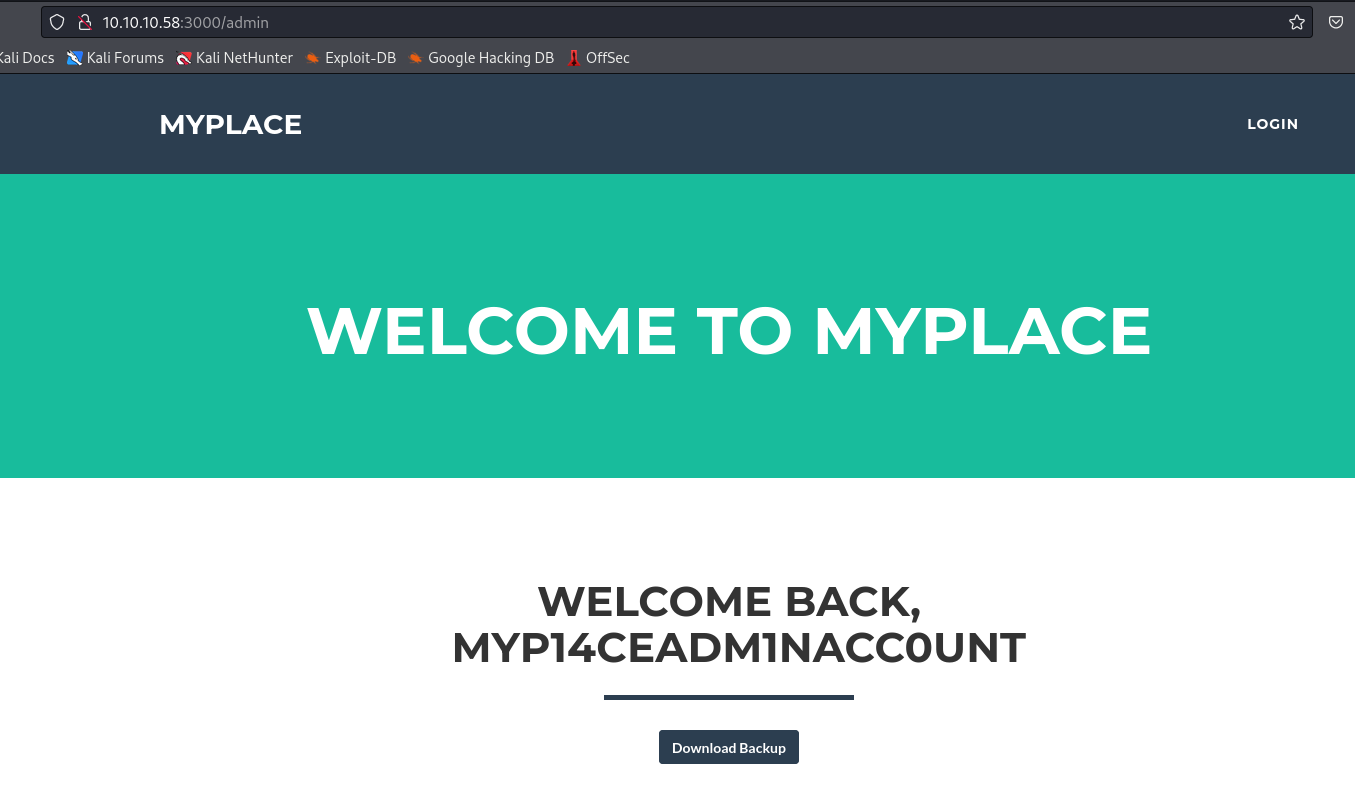 10.10.10.58:3000/admin
Kali Docs Kali Forums Kali NetHunter Exploit-DB Google Hacking DB OffSec
MYPLACE LOGIN
WELCOME TO MYPLACE
WELCOME BACK,
MYP14CEADM1NACC0UNT
Download Backup